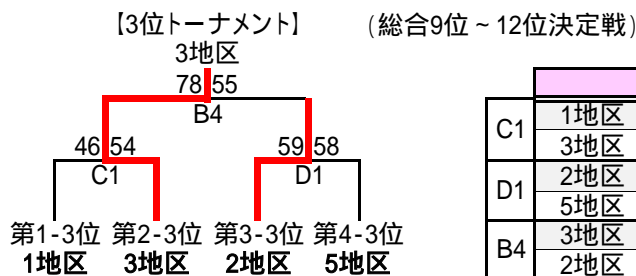 【3位トーナメント】 (総合9位~12位決定戦)
3地区
78 55
B4
46 54 59 58
C1 D1
第1-3位 第2-3位 第3-3位 第4-3位
1地区 3地区 2地区 5地区
C1 1地区
3地区
D1 2地区
5地区
B4 3地区
2地区